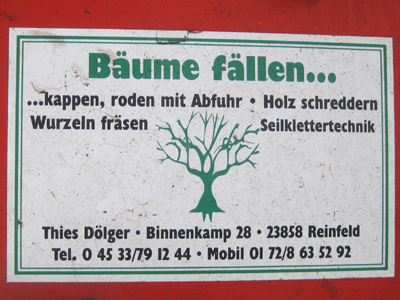 Bäume fällen...
...kappen, roden mit Abfuhr • Holz schreddern
Wurzeln fräsen Seilklettertechnik
Thies Dölger • Binnenkamp 28 • 23858 Reinfeld
Tel. 0 45 33/79 12 44 • Mobil 01 72/8 63 52 92